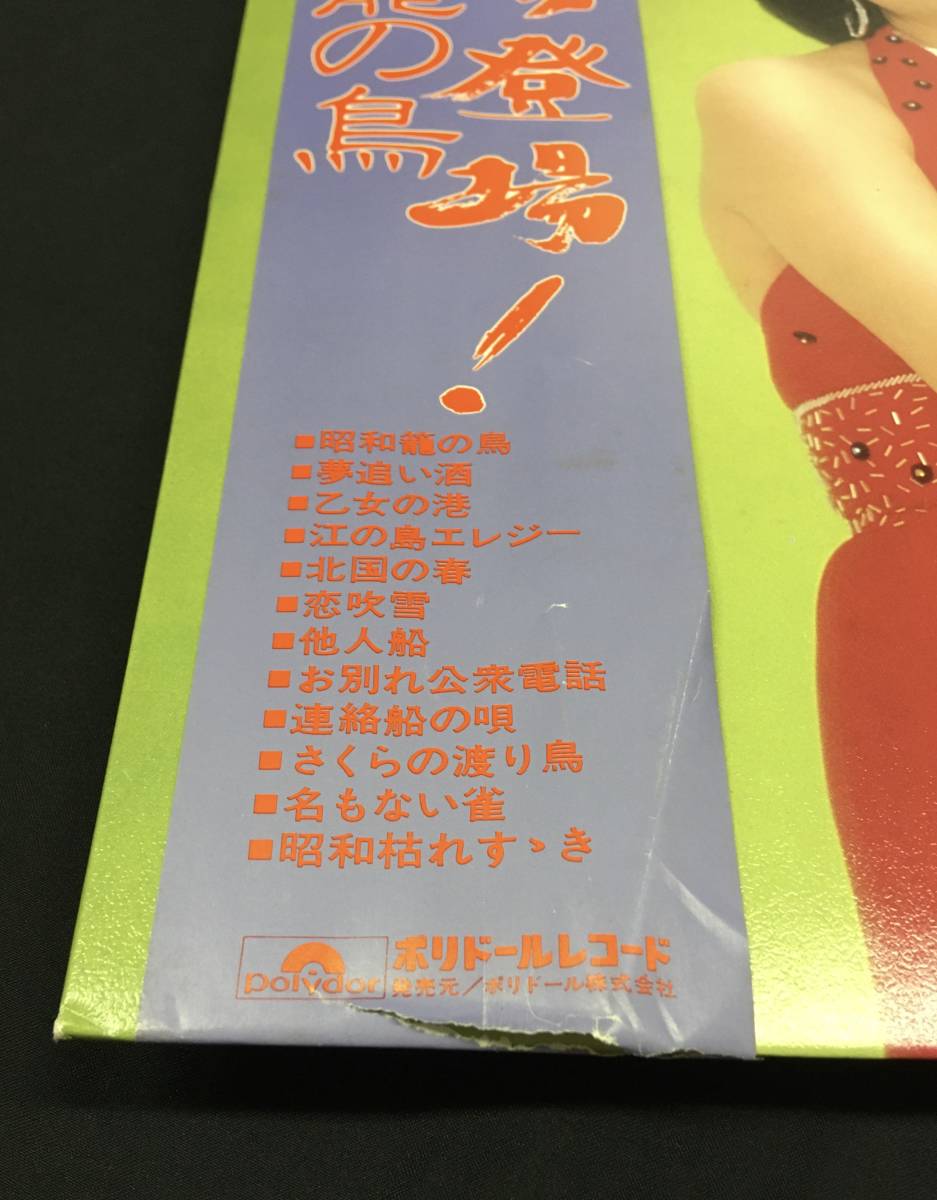 登場!
の鳥
■昭和籠の鳥
■夢追い酒
■乙女の港
■江の島エレジー
■北国の春
■恋吹雪
■他人船
■お別れ公衆電話
■連絡船の唄
■さくらの渡り鳥
■名もない雀
■昭和枯れすゝき
polydor ポリドールレコード
発売元/ポリドール株式会社